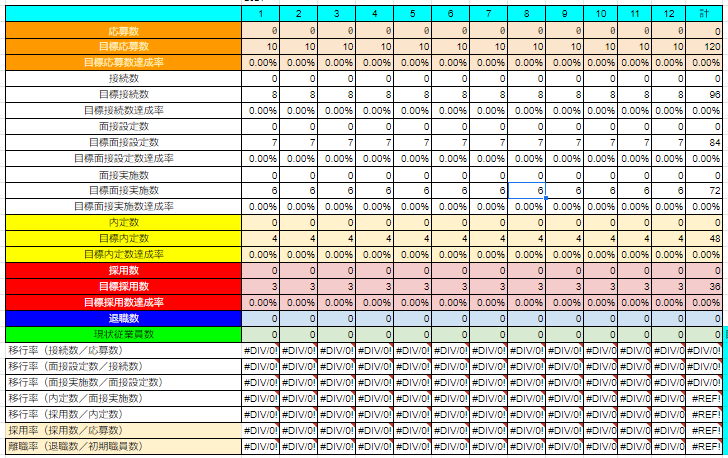 1 2 3 4 5 6 7 8 9 10 11 12 計
応募数 0 0 0 0 0 0 0 0 0 0 0 0 0
目標応募数 10 10 10 10 10 10 10 10 10 10 10 10 120
目標応募数達成率 0.00% 0.00% 0.00% 0.00% 0.00% 0.00% 0.00% 0.00% 0.00% 0.00% 0.00% 0.00% 0.00%
接続数 0 0 0 0 0 0 0 0 0 0 0 0 0
目標接続数 8 8 8 8 8 8 8 8 8 8 8 8 96
目標接続数達成率 0.00% 0.00% 0.00% 0.00% 0.00% 0.00% 0.00% 0.00% 0.00% 0.00% 0.00% 0.00% 0.00%
面接設定数 0 0 0 0 0 0 0 0 0 0 0 0 0
目標面接設定数 7 7 7 7 7 7 7 7 7 7 7 7 84
目標面接設定数達成率 0.00% 0.00% 0.00% 0.00% 0.00% 0.00% 0.00% 0.00% 0.00% 0.00% 0.00% 0.00% 0.00%
面接実施数 0 0 0 0 0 0 0 0 0 0 0 0 0
目標面接実施数 6 6 6 6 6 6 6 6 6 6 6 6 72
目標面接実施数達成率 0.00% 0.00% 0.00% 0.00% 0.00% 0.00% 0.00% 0.00% 0.00% 0.00% 0.00% 0.00% 0.00%
内定数 0 0 0 0 0 0 0 0 0 0 0 0 0
目標内定数 4 4 4 4 4 4 4 4 4 4 4 4 48
目標内定数達成率 0.00% 0.00% 0.00% 0.00% 0.00% 0.00% 0.00% 0.00% 0.00% 0.00% 0.00% 0.00% 0.00%
採用数 0 0 0 0 0 0 0 0 0 0 0 0 0
目標採用数 3 3 3 3 3 3 3 3 3 3 3 3 36
目標採用数達成率 0.00% 0.00% 0.00% 0.00% 0.00% 0.00% 0.00% 0.00% 0.00% 0.00% 0.00% 0.00% 0.00%
退職数 0 0 0 0 0 0 0 0 0 0 0 0 0
現状従業員数 0 0 0 0 0 0 0 0 0 0 0 0 0
移行率（接続数／応募数） #DIV/0! #DIV/0! #DIV/0! #DIV/0! #DIV/0! #DIV/0! #DIV/0! #DIV/0! #DIV/0! #DIV/0 #DIV/0! #DIV/0 #DIV/0!
移行率（面接設定数／接続数） #DIV/0! #DIV/0! #DIV/0! #DIV/0! #DIV/0! #DIV/0! #DIV/0! #DIV/0! #DIV/0! #DIV/0 #DIV/0! #DIV/0 #DIV/0!
移行率（面接実施数／面接設定数） #DIV/0! #DIV/0! #DIV/0! #DIV/0! #DIV/0! #DIV/0! #DIV/0! #DIV/0! #DIV/0! #DIV/0 #DIV/0! #DIV/0 #DIV/0!
移行率（内定数／面接実施数） #DIV/0! #DIV/0! #DIV/0! #DIV/0! #DIV/0! #DIV/0! #DIV/0! #DIV/0! #DIV/0! #DIV/0 #DIV/0! #DIV/0 #REF!
移行率（採用数／内定数） #DIV/0! #DIV/0! #DIV/0! #DIV/0! #DIV/0! #DIV/0! #DIV/0! #DIV/0! #DIV/0! #DIV/0 #DIV/0! #DIV/0 #REF!
採用率（採用数／応募数） #DIV/0! #DIV/0! #DIV/0! #DIV/0! #DIV/0! #DIV/0! #DIV/0! #DIV/0! #DIV/0! #DIV/0 #DIV/0! #DIV/0 #REF!
離職率（退職数／初期職員数） #DIV/0! #DIV/0! #DIV/0! #DIV/0! #DIV/0! #DIV/0! #DIV/0! #DIV/0! #DIV/0! #DIV/0 #DIV/0! #DIV/0 #REF!